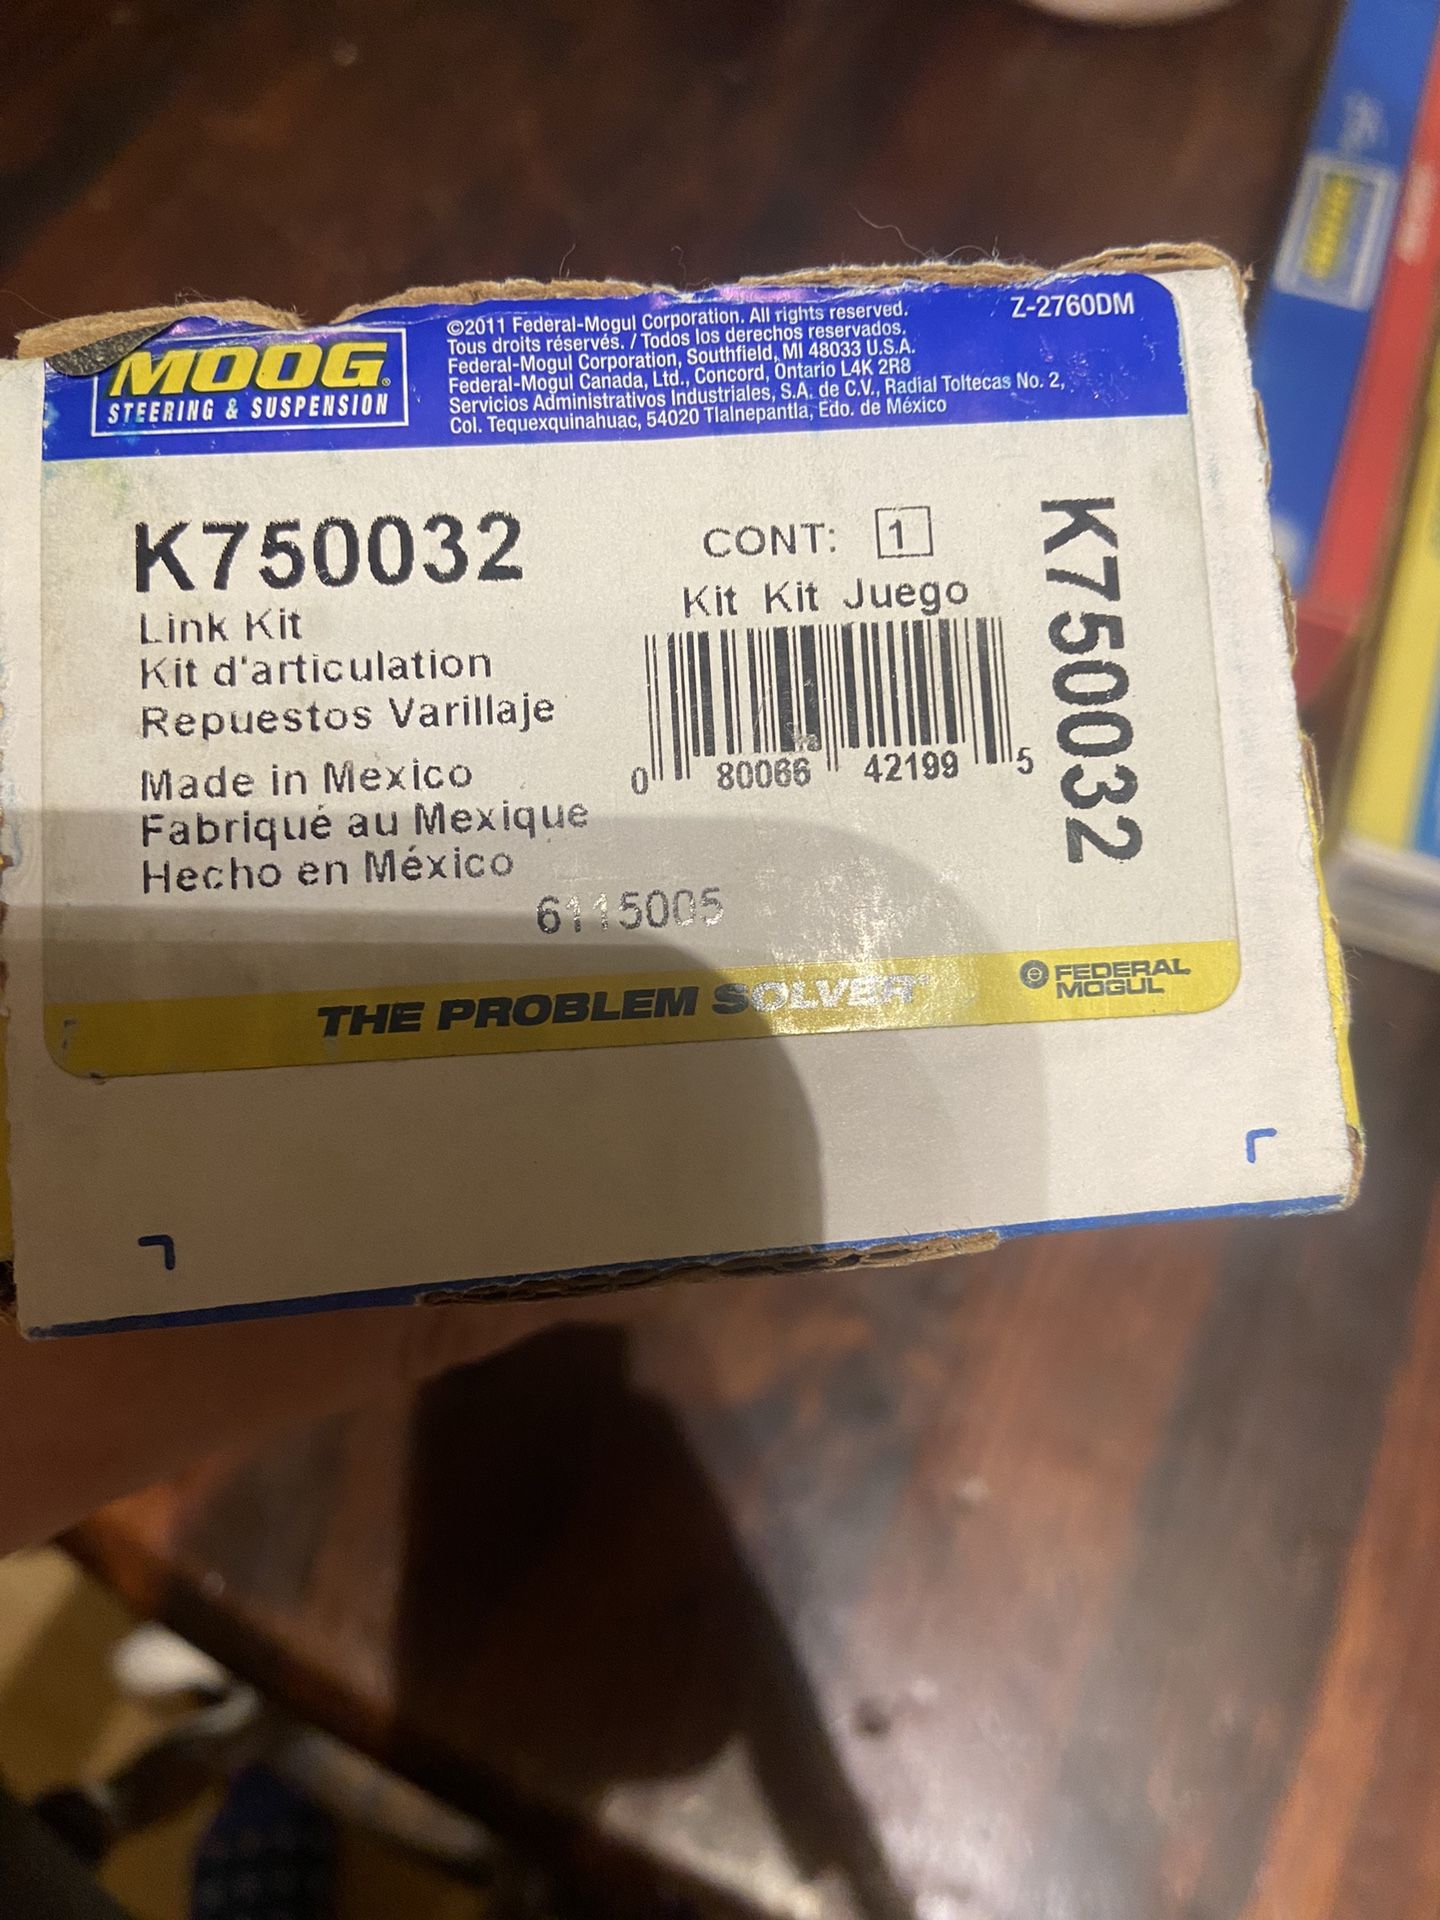 MOOG®
STEERING & SUSPENSION
©2011 Federal-Mogul Corporation. All rights reserved.
Tous droits réservés. / Todos los derechos reservados.
Federal-Mogul Corporation, Southfield, MI 48033 U.S.A.
Federal-Mogul Canada, Ltd., Concord, Ontario L4K 2R8
Servicios Administrativos Industriales, S.A. de C.V., Radial Toltecas No. 2,
Col. Tequexquinahuac, 54020 Tlalnepantla, Edo. de México
Z-2760DM
K750032
Link Kit
Kit d'articulation
Repuestos Varillaje
Made in Mexico
Fabriqué au Mexique
Hecho en México
6115005
CONT: 1
Kit Kit Juego
0 80066 42199 5
K750032
THE PROBLEM SOLVER
FEDERAL
MOGUL